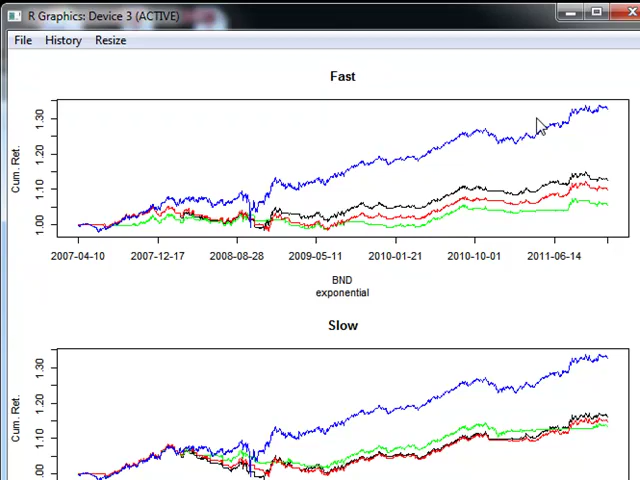 R Graphics: Device 3 (ACTIVE)
File History Resize
Fast
Cum. Ret.
1.30
1.20
1.10
1.00
2007-04-10 2007-12-17 2008-08-28 2009-05-11 2010-01-21 2010-10-01 2011-06-14
BND
exponential
Slow
Cum. Ret.
1.30
1.20
1.10
1.00